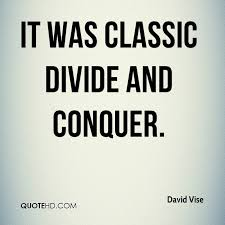 IT WAS CLASSIC
DIVIDE AND
CONQUER.
David Vise
QUOTEHD.COM